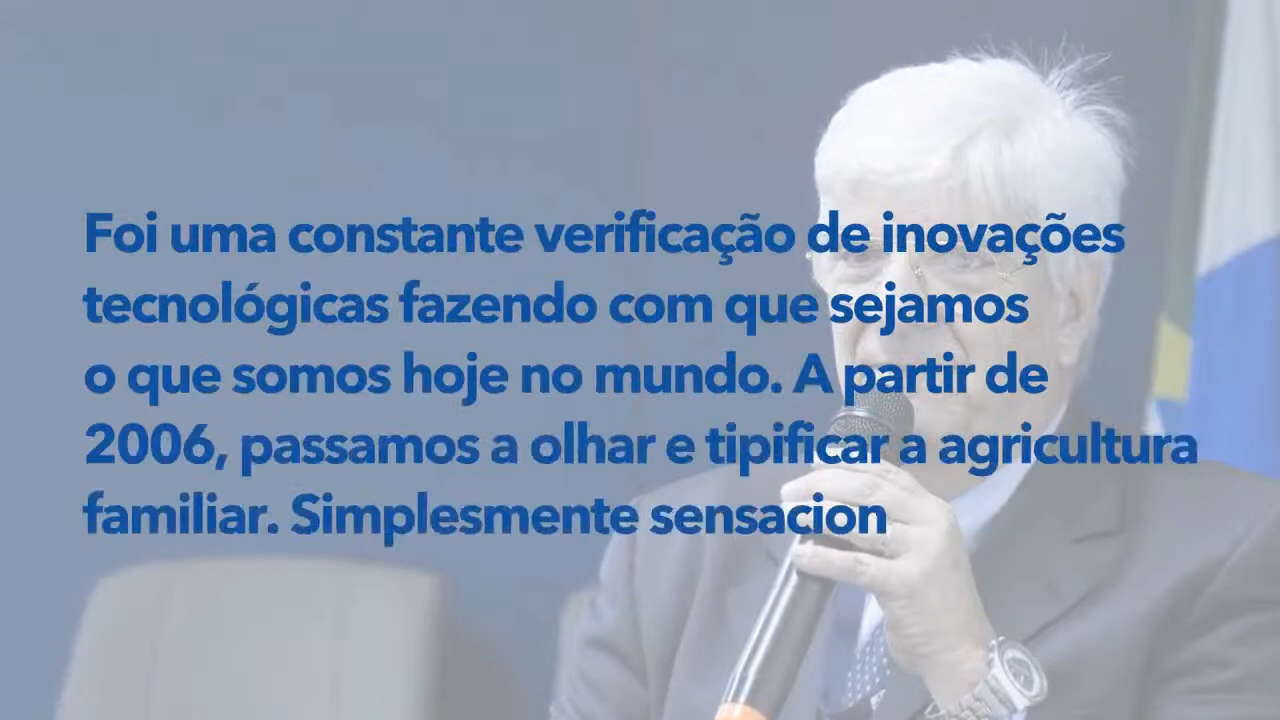 Foi uma constante verificação de inovações
tecnológicas fazendo com que sejamos
o que somos hoje no mundo. A partir de
2006, passamos a olhar e tipificar a agricultura
familiar. Simplesmente sensacion